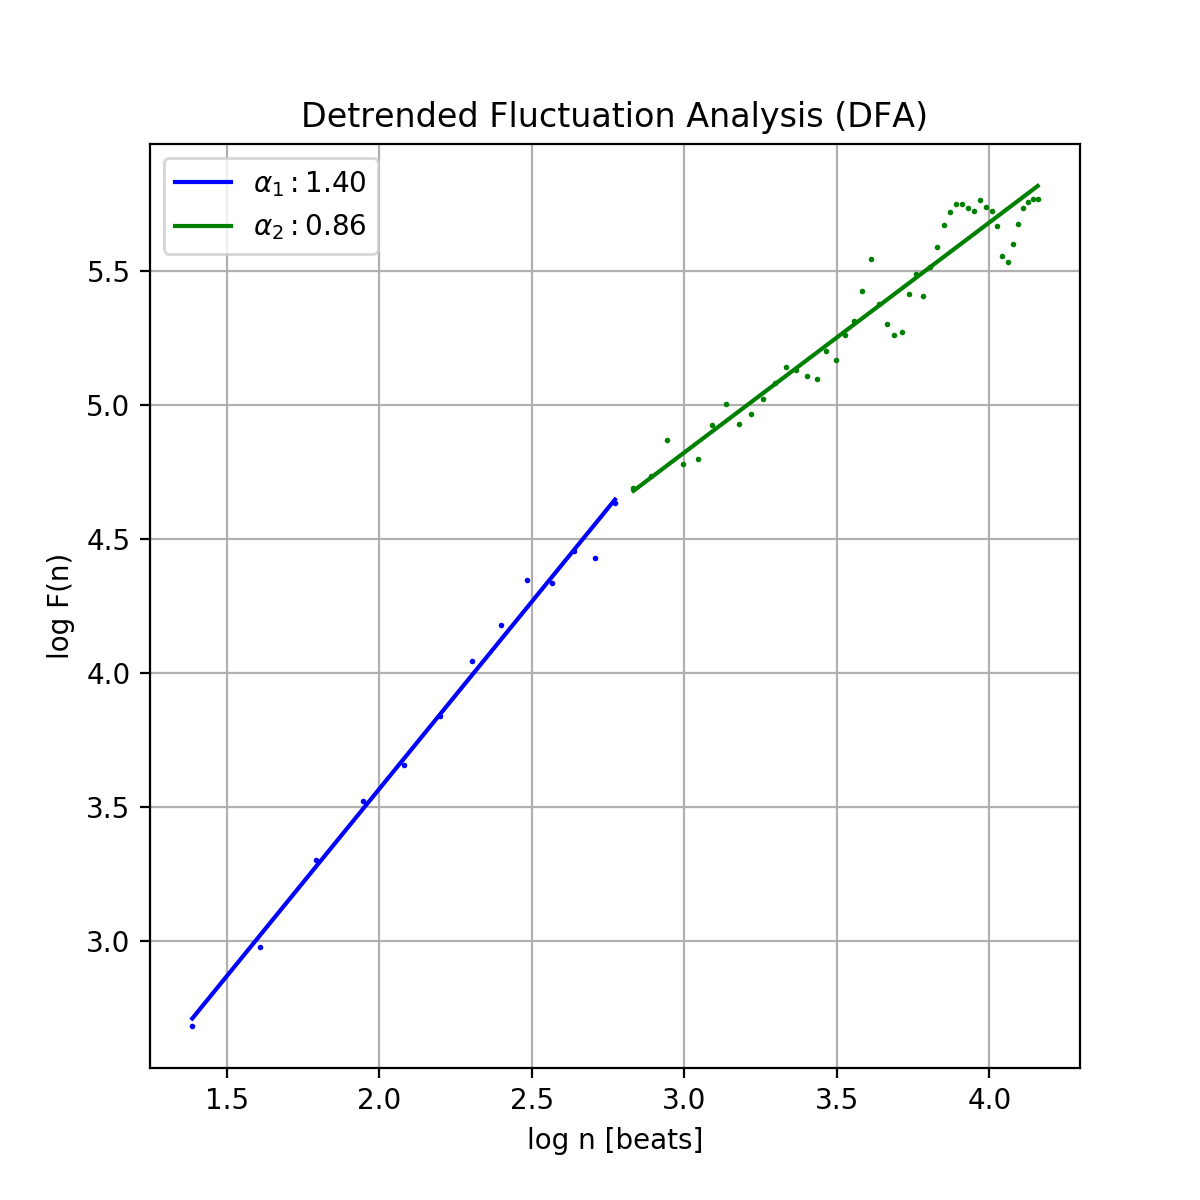 Detrended Fluctuation Analysis (DFA)
α₁ : 1.40
α₂ : 0.86
5.5
5.0
4.5
4.0
3.5
3.0
log F(n)
1.5 2.0 2.5 3.0 3.5 4.0
log n [beats]